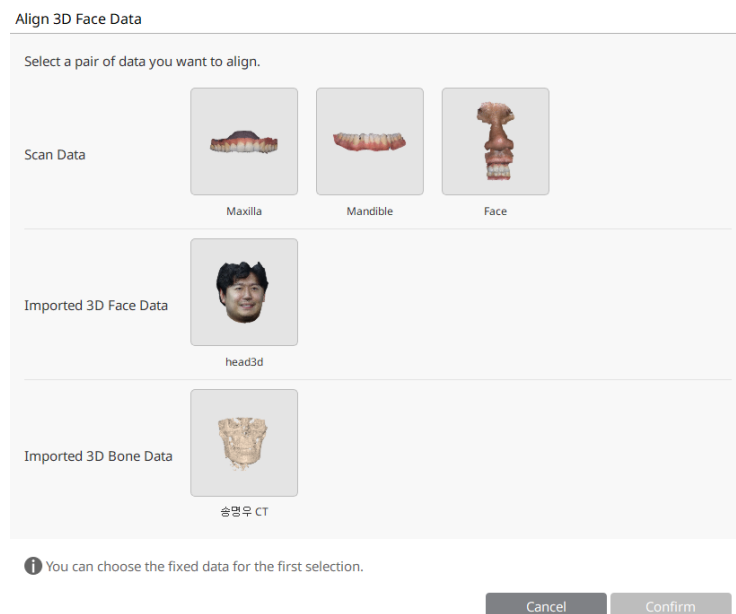 Align 3D Face Data
Select a pair of data you want to align.
Scan Data
Maxilla
Mandible
Face
Imported 3D Face Data
head3d
Imported 3D Bone Data
송명우 CT
You can choose the fixed data for the first selection.
Cancel
Confirm